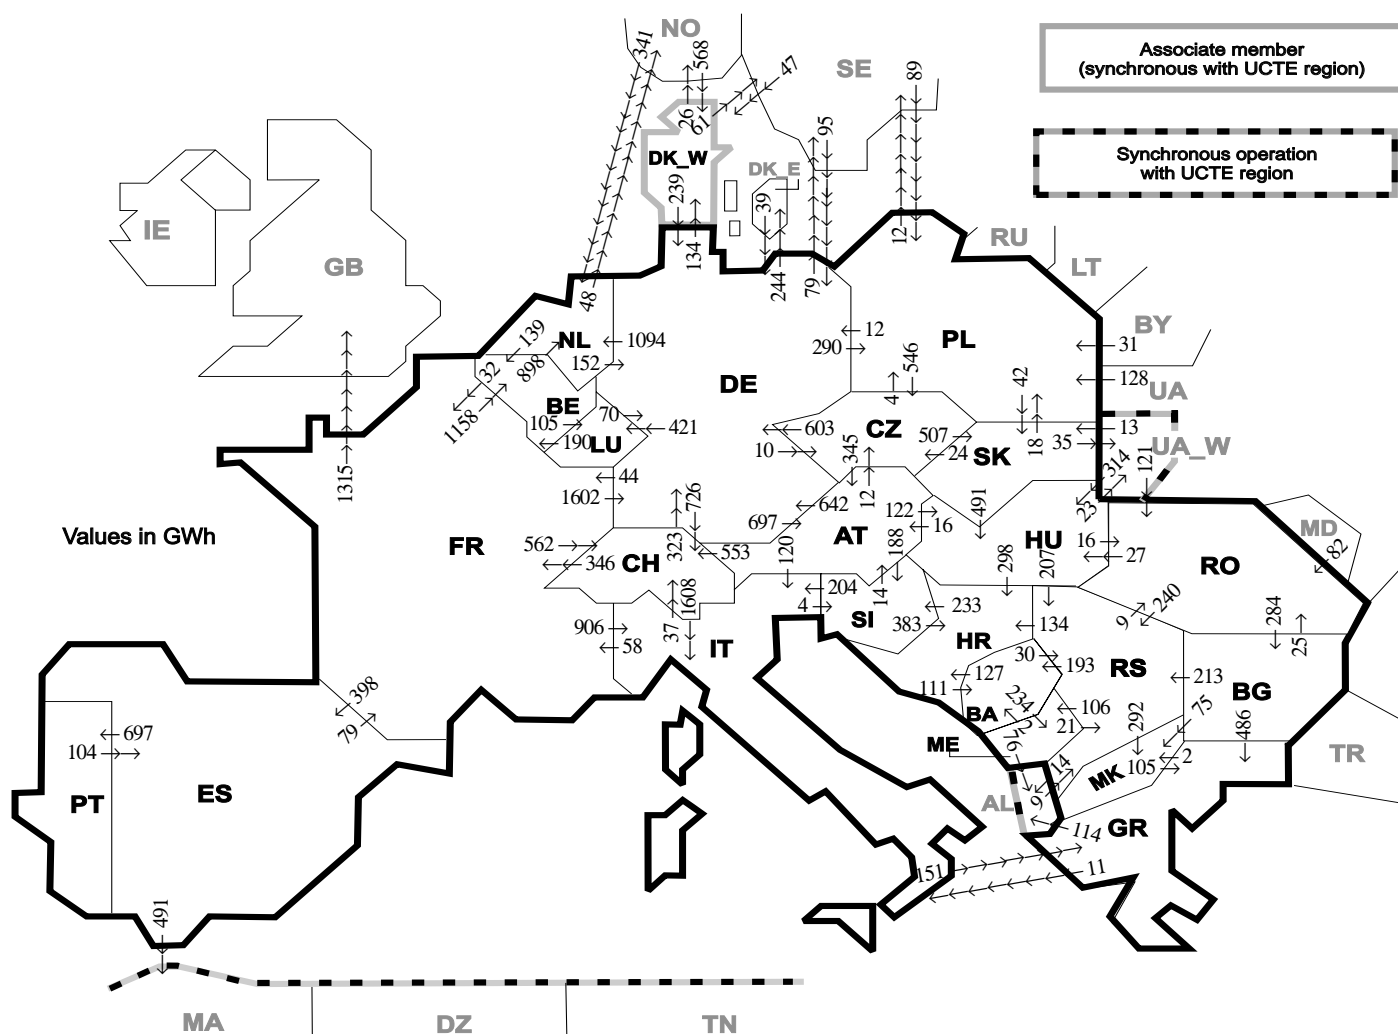 NO
341
568
47
SE
89
Associate member
(synchronous with UCTE region)
26
61
95
Synchronous operation
with UCTE region
DK_W
DK_E
239
39
IE
GB
134
244
79
12
RU
LT
48
BY
139
NL
1094
12
290
PL
31
32
898
152
DE
546
42
128
UA
4
1158
BE
105
70
421
603
CZ
507
18
13
35
UA_W
190
LU
10
345
24
SK
314
121
1315
44
1602
12
491
23
726
642
122
16
Values in GWh
FR
562
346
CH
323
553
697
AT
188
HU
16
27
MD
82
RO
120
298
207
1608
204
4
14
SI
233
383
9
240
284
25
906
58
37
IT
HR
134
30
193
RS
213
BG
398
79
127
111
BA
234
2
106
21
292
75
486
697
104
ME
76
14
105
2
TR
PT
ES
AL
9
MK
GR
114
151
11
491
MA
DZ
TN